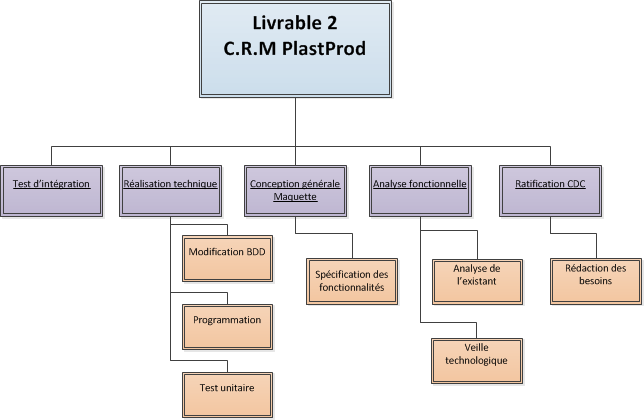 Livrable 2
C.R.M PlastProd
Test d'intégration
Réalisation technique
Conception générale
Maquette
Analyse fonctionnelle
Ratification CDC
Modification BDD
Programmation
Test unitaire
Spécification des
fonctionnalités
Analyse de
l'existant
Veille
technologique
Rédaction des
besoins